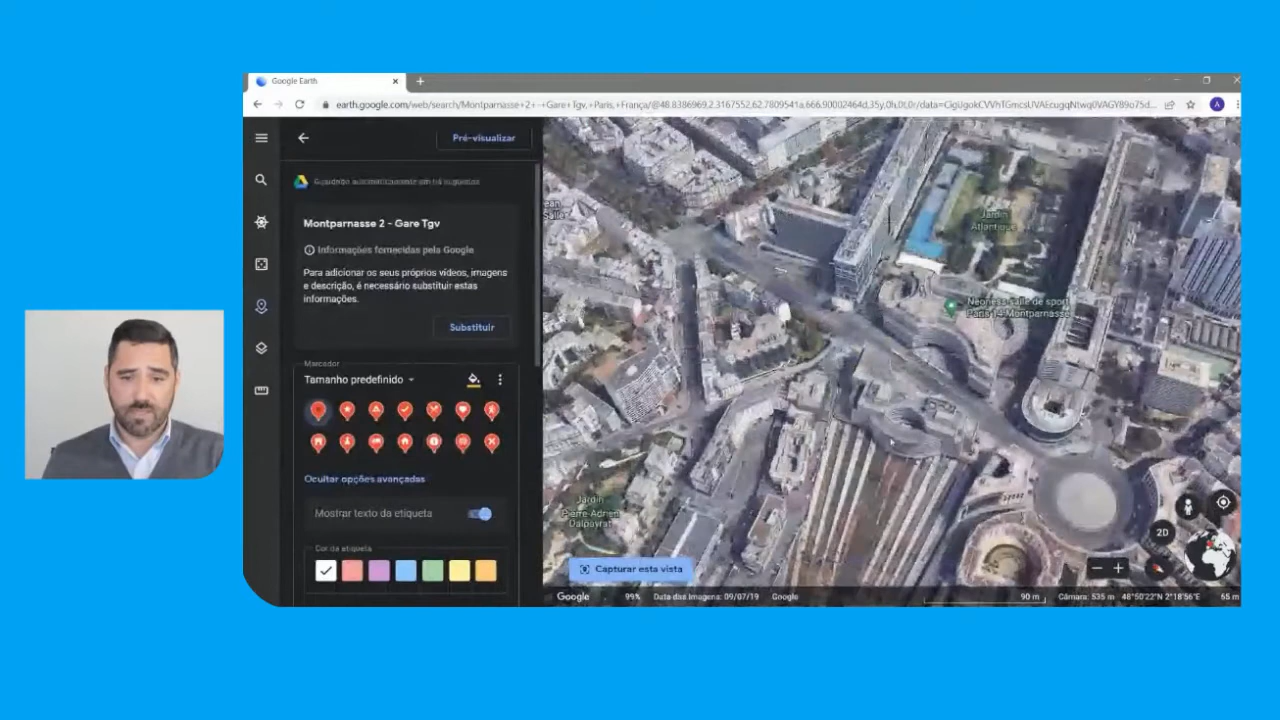 Google Earth
earth.google.com/web/search/Montparnasse+2+-+Gare+Tgv,+Paris,+França/@48.8386969,2.3167552,62.7809541a,666.90002464d,35y,0h,0t,0r/data=
A
Pré-visualizar
Montparnasse 2 - Gare Tgv
Informações fornecidas pela Google
Para adicionar os seus próprios vídeos, imagens
e descrição, é necessário substituir estas
informações.
Substituir
Marcador
Tamanho predefinido
Ocultar opções avançadas
Mostrar texto da etiqueta
Cor da etiqueta
Jardin
Atlantique
Neoness salle de sport
Paris 14 Montparnasse
Jardin
Pierre-Adrien
Dalpayrat
2D
Capturar esta vista
Google 99% Data das Imagens: 09/07/19 Google 90 m Câmara: 535 m 48°50'22"N 2°18'56"E 65 m